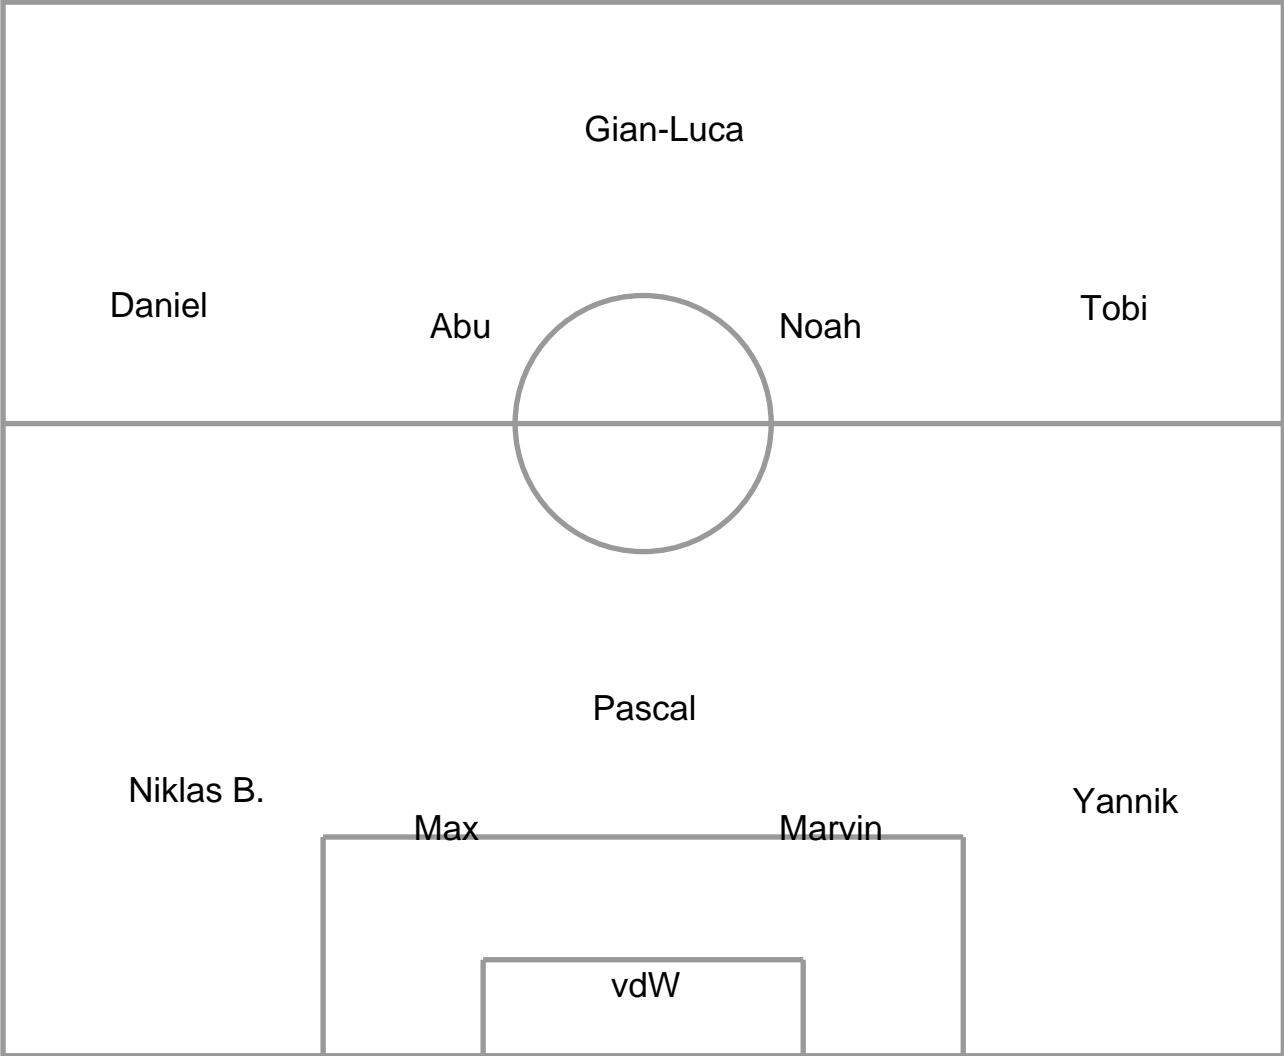 Gian-Luca
Daniel
Abu
Noah
Tobi
Pascal
Niklas B.
Max
Marvin
Yannik
vdW